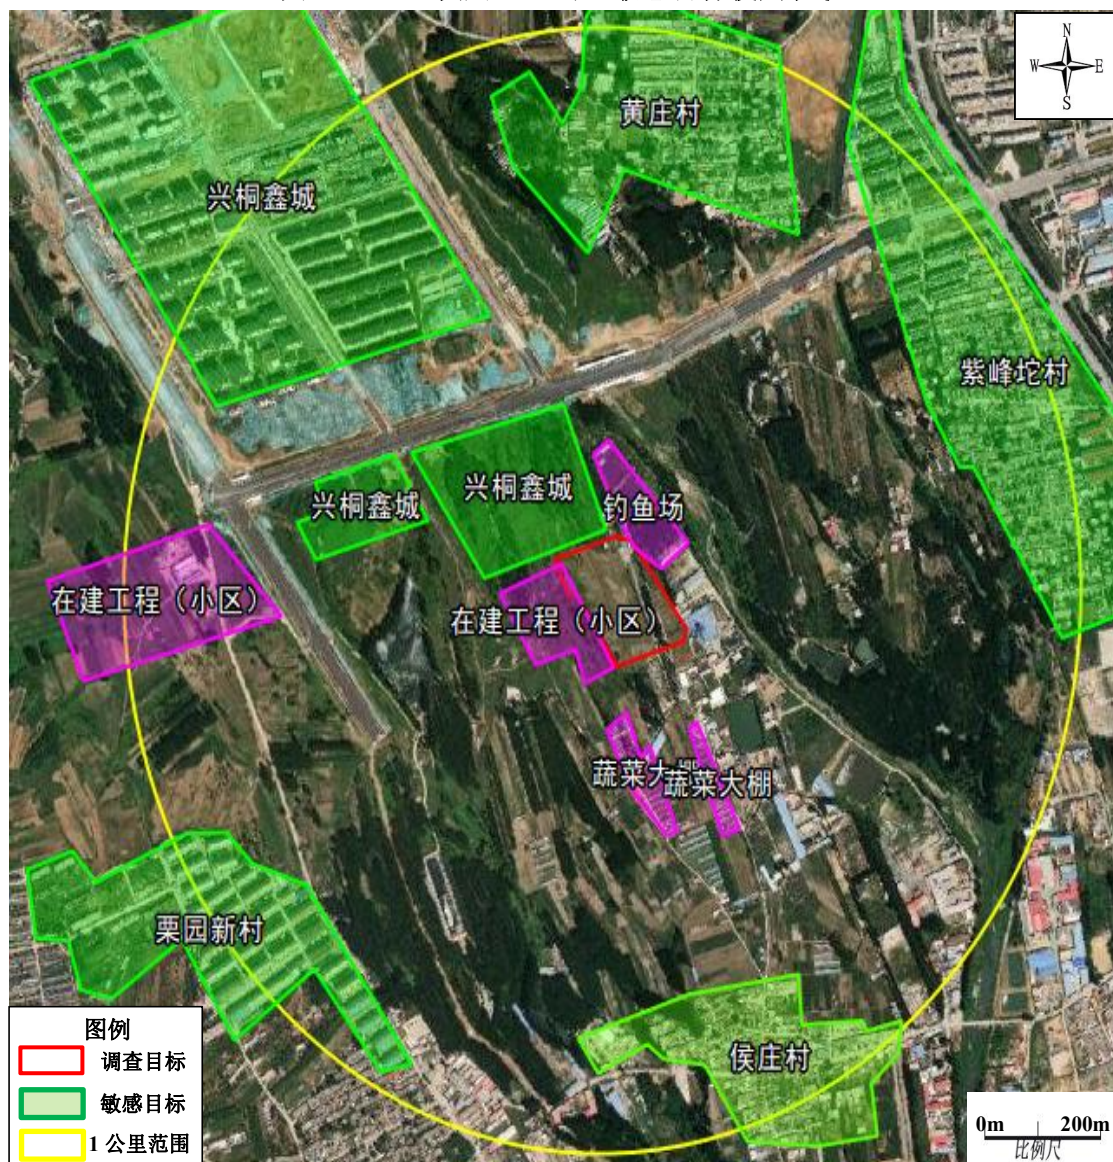 N
W E
S
黄庄村
兴桐鑫城
紫峰坨村
兴桐鑫城
兴桐鑫城
钓鱼场
在建工程（小区）
在建工程（小区）
蔬菜大棚
蔬菜大棚
栗园新村
侯庄村
图例
调查目标
敏感目标
1 公里范围
0m 200m
比例尺